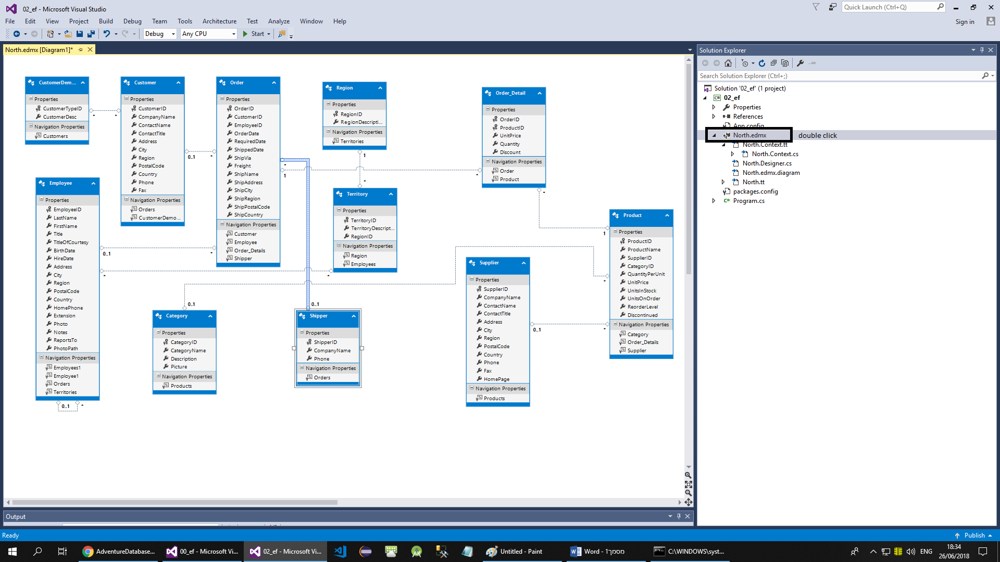 02_ef - Microsoft Visual Studio
Quick Launch (Ctrl+Q)
File Edit View Project Build Debug Team Tools Architecture Test Analyze Window Help
Sign in
Debug Any CPU Start
North.edmx [Diagram1]*
CustomerDem...
Properties
CustomerTypeID
CustomerDesc
Navigation Properties
Customers
* *
Customer
Properties
CustomerID
CompanyName
ContactName
ContactTitle
Address
City
Region
PostalCode
Country
Phone
Fax
Navigation Properties
Orders
CustomerDemo...
0..1 *
Order
Properties
OrderID
CustomerID
EmployeeID
OrderDate
RequiredDate
ShippedDate
ShipVia
Freight
ShipName
ShipAddress
ShipCity
ShipRegion
ShipPostalCode
ShipCountry
Navigation Properties
Customer
Employee
Order_Details
Shipper
*
1 *
Region
Properties
RegionID
RegionDescripti...
Navigation Properties
Territories
1
*
Territory
Properties
TerritoryID
TerritoryDescript...
RegionID
Navigation Properties
Region
Employees
Order_Detail
Properties
OrderID
ProductID
UnitPrice
Quantity
Discount
Navigation Properties
Order
Product
*
1
Employee
Properties
EmployeeID
LastName
FirstName
Title
TitleOfCourtesy
BirthDate
HireDate
Address
City
Region
PostalCode
Country
HomePhone
Extension
Photo
Notes
ReportsTo
PhotoPath
Navigation Properties
Employees1
Employee1
Orders
Territories
0..1 *
0..1 *
* *
Category
Properties
CategoryID
CategoryName
Description
Picture
Navigation Properties
Products
0..1
*
Shipper
Properties
ShipperID
CompanyName
Phone
Navigation Properties
Orders
0..1
Supplier
Properties
SupplierID
CompanyName
ContactName
ContactTitle
Address
City
Region
PostalCode
Country
Phone
Fax
HomePage
Navigation Properties
Products
0..1 *
Product
Properties
ProductID
ProductName
SupplierID
CategoryID
QuantityPerUnit
UnitPrice
UnitsInStock
UnitsOnOrder
ReorderLevel
Discontinued
Navigation Properties
Category
Order_Details
Supplier
Solution Explorer
Search Solution Explorer (Ctrl+;)
Solution '02_ef' (1 project)
C# 02_ef
Properties
References
App.config
North.edmx double click
North.Context.tt
North.Context.cs
North.Designer.cs
North.edmx.diagram
North.tt
packages.config
C# Program.cs
Output
Ready
Publish
AdventureDatabase... 00_ef - Microsoft Vi... 02_ef - Microsoft Vi... Untitled - Paint Word - מסמך1 C:\WINDOWS\syst... ENG
18:34
26/06/2018